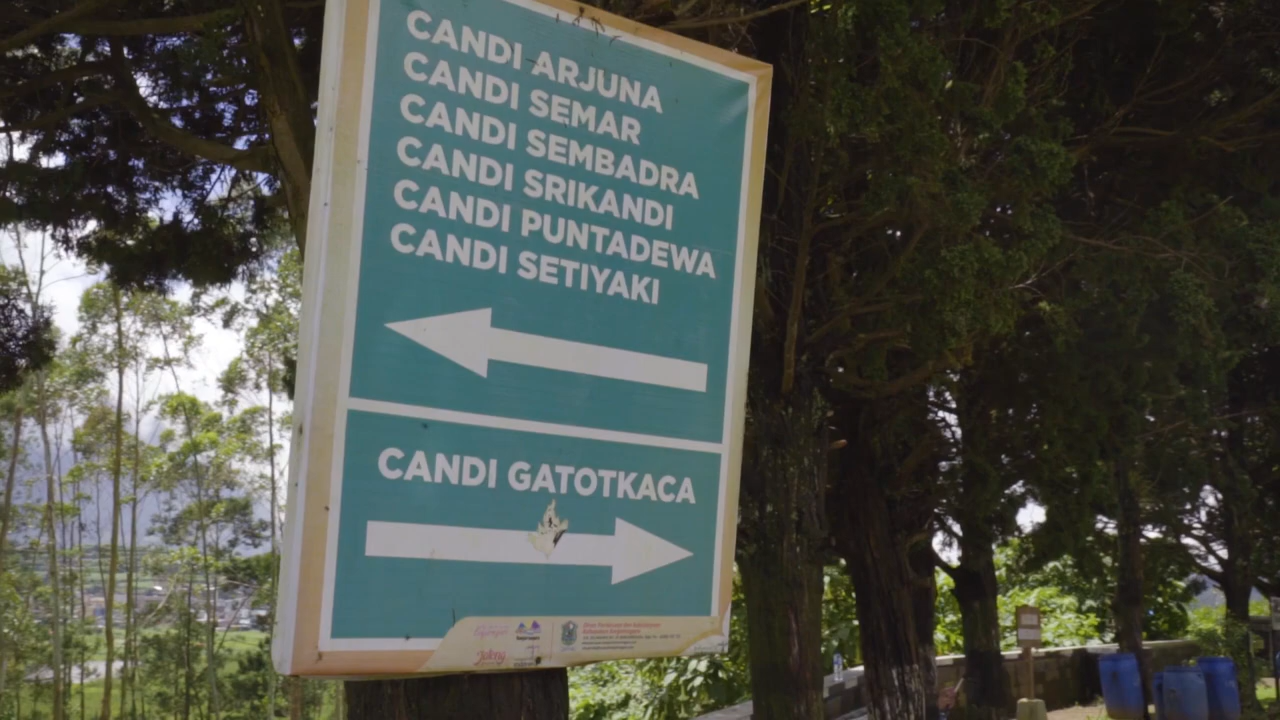 CANDI ARJUNA
CANDI SEMAR
CANDI SEMBADRA
CANDI SRIKANDI
CANDI PUNTADEWA
CANDI SETIYAKI
CANDI GATOTKACA